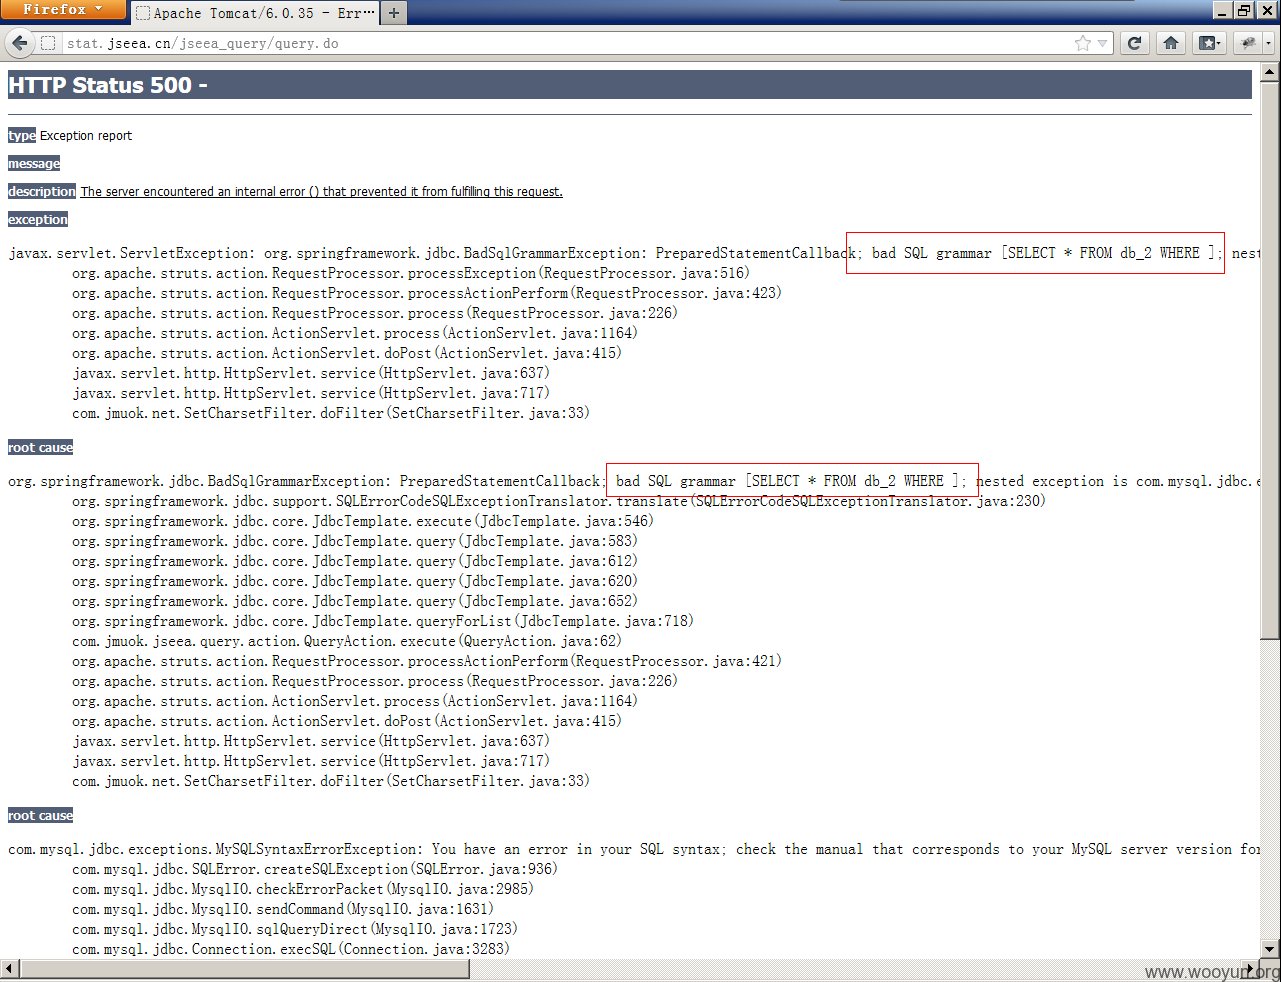 Firefox
Apache Tomcat/6.0.35 - Err...
stat.jseea.cn/jseea_query/query.do
HTTP Status 500 -
type Exception report
message
description The server encountered an internal error () that prevented it from fulfilling this request.
exception
javax.servlet.ServletException: org.springframework.jdbc.BadSqlGrammarException: PreparedStatementCallback; bad SQL grammar [SELECT * FROM db_2 WHERE ]; nest
org.apache.struts.action.RequestProcessor.processException(RequestProcessor.java:516)
org.apache.struts.action.RequestProcessor.processActionPerform(RequestProcessor.java:423)
org.apache.struts.action.RequestProcessor.process(RequestProcessor.java:226)
org.apache.struts.action.ActionServlet.process(ActionServlet.java:1164)
org.apache.struts.action.ActionServlet.doPost(ActionServlet.java:415)
javax.servlet.http.HttpServlet.service(HttpServlet.java:637)
javax.servlet.http.HttpServlet.service(HttpServlet.java:717)
com.jmuok.net.SetCharsetFilter.doFilter(SetCharsetFilter.java:33)
root cause
org.springframework.jdbc.BadSqlGrammarException: PreparedStatementCallback; bad SQL grammar [SELECT * FROM db_2 WHERE ]; nested exception is com.mysql.jdbc.e
org.springframework.jdbc.support.SQLErrorCodeSQLExceptionTranslator.translate(SQLErrorCodeSQLExceptionTranslator.java:230)
org.springframework.jdbc.core.JdbcTemplate.execute(JdbcTemplate.java:546)
org.springframework.jdbc.core.JdbcTemplate.query(JdbcTemplate.java:583)
org.springframework.jdbc.core.JdbcTemplate.query(JdbcTemplate.java:612)
org.springframework.jdbc.core.JdbcTemplate.query(JdbcTemplate.java:620)
org.springframework.jdbc.core.JdbcTemplate.query(JdbcTemplate.java:652)
org.springframework.jdbc.core.JdbcTemplate.queryForList(JdbcTemplate.java:718)
com.jmuok.jseea.query.action.QueryAction.execute(QueryAction.java:62)
org.apache.struts.action.RequestProcessor.processActionPerform(RequestProcessor.java:421)
org.apache.struts.action.RequestProcessor.process(RequestProcessor.java:226)
org.apache.struts.action.ActionServlet.process(ActionServlet.java:1164)
org.apache.struts.action.ActionServlet.doPost(ActionServlet.java:415)
javax.servlet.http.HttpServlet.service(HttpServlet.java:637)
javax.servlet.http.HttpServlet.service(HttpServlet.java:717)
com.jmuok.net.SetCharsetFilter.doFilter(SetCharsetFilter.java:33)
root cause
com.mysql.jdbc.exceptions.MySQLSyntaxErrorException: You have an error in your SQL syntax; check the manual that corresponds to your MySQL server version for
com.mysql.jdbc.SQLError.createSQLException(SQLError.java:936)
com.mysql.jdbc.MysqlIO.checkErrorPacket(MysqlIO.java:2985)
com.mysql.jdbc.MysqlIO.sendCommand(MysqlIO.java:1631)
com.mysql.jdbc.MysqlIO.sqlQueryDirect(MysqlIO.java:1723)
com.mysql.jdbc.Connection.execSQL(Connection.java:3283)
www.wooyun.org